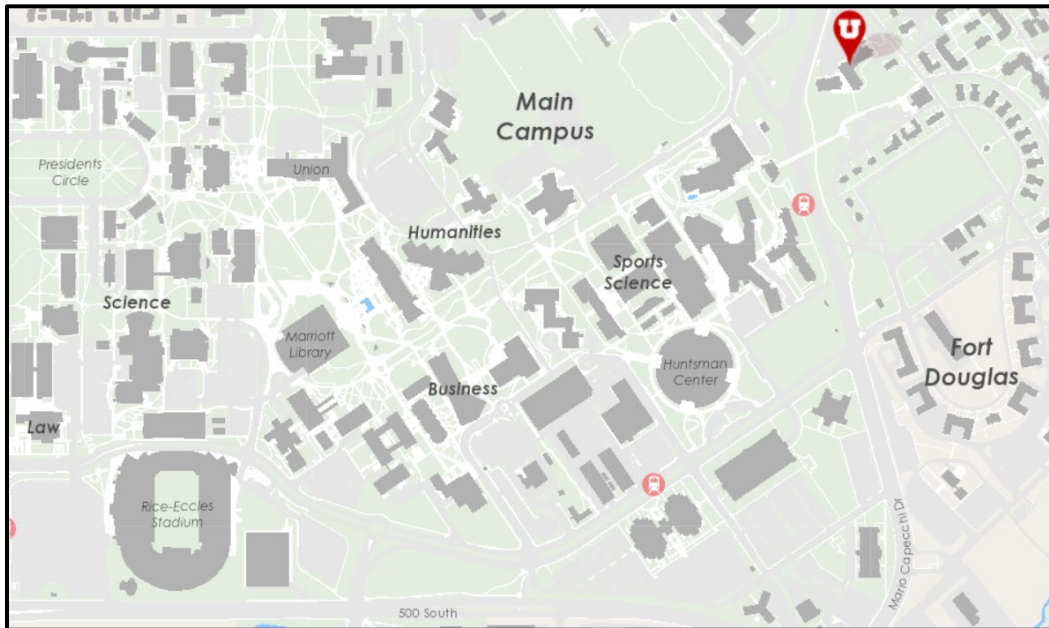 U
Main
Campus
Presidents
Circle
Union
Humanities
Sports
Science
Science
Marriott
Library
Huntsman
Center
Fort
Douglas
Business
Law
Rice-Eccles
Stadium
Mario Capecchi Dr
500 South